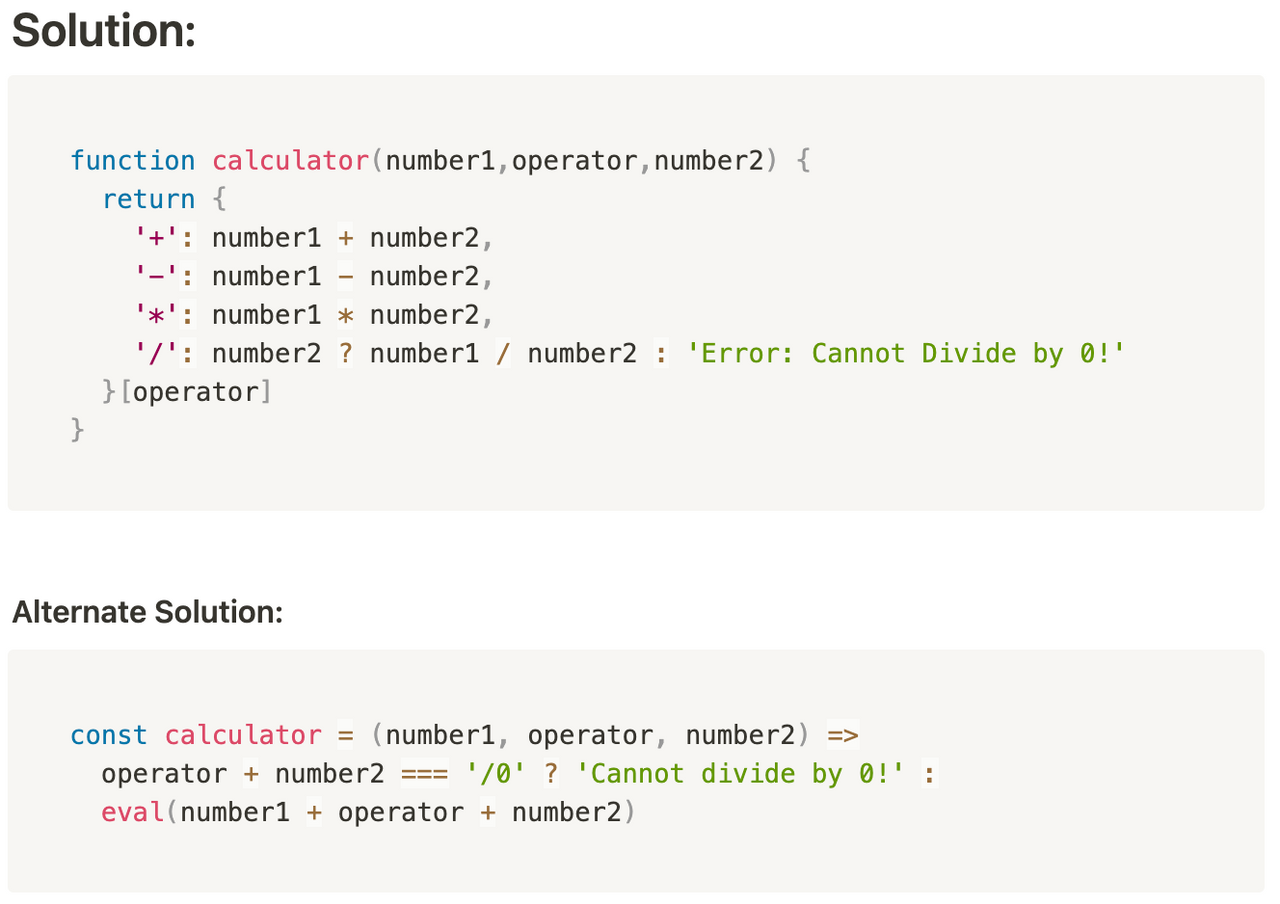 Solution:
function calculator(number1,operator,number2) {
  return {
    '+': number1 + number2,
    '-': number1 - number2,
    '*': number1 * number2,
    '/': number2 ? number1 / number2 : 'Error: Cannot Divide by 0!'
  }[operator]
}
Alternate Solution:
const calculator = (number1, operator, number2) =>
  operator + number2 === '/0' ? 'Cannot divide by 0!' :
  eval(number1 + operator + number2)